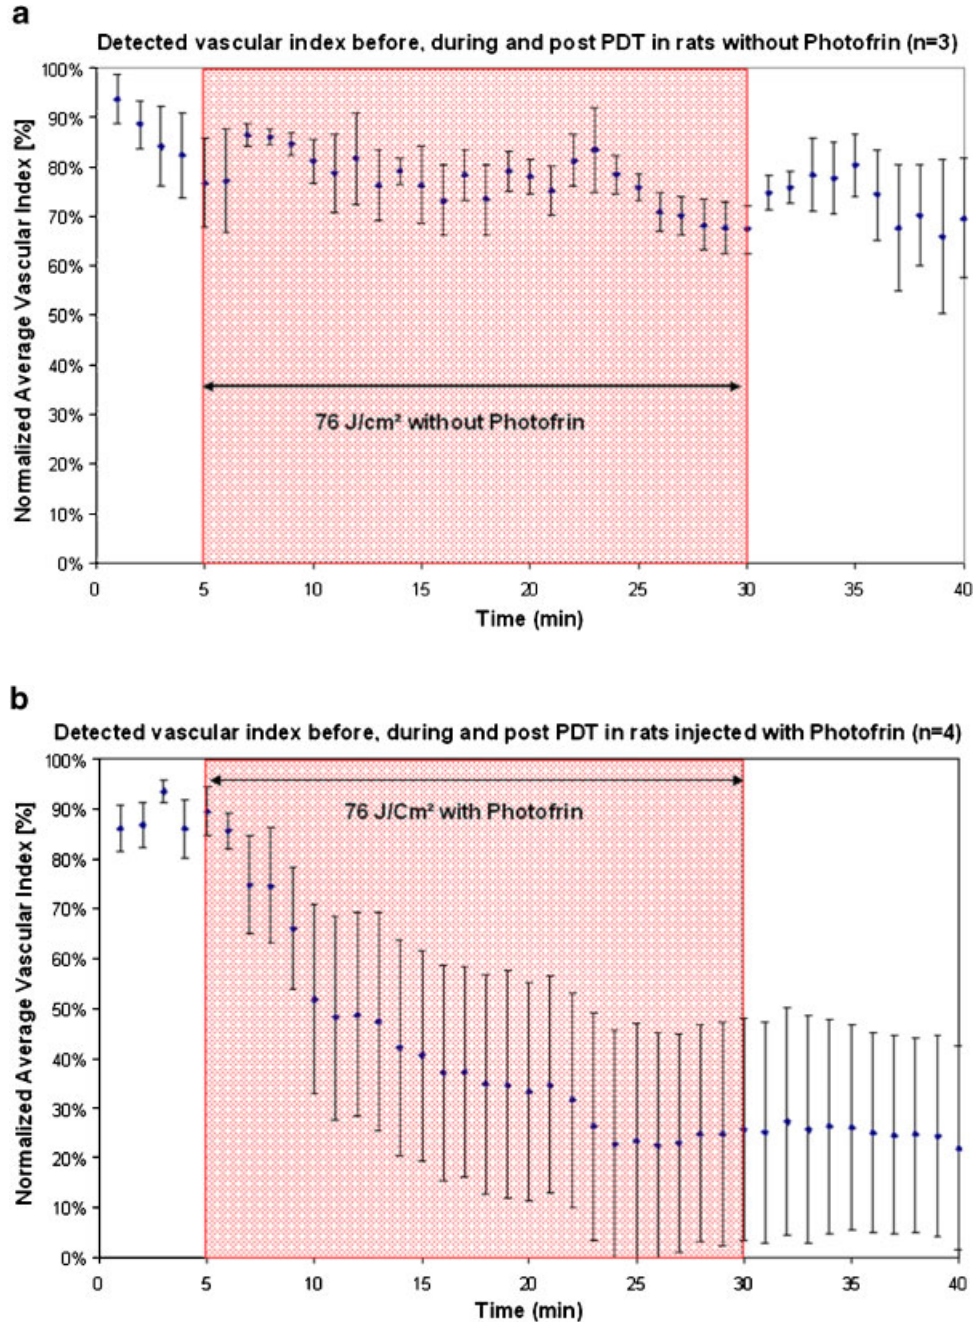 a
Detected vascular index before, during and post PDT in rats without Photofrin (n=3)
Normalized Average Vascular Index [%]
100%
90%
80%
70%
60%
50%
40%
30%
20%
10%
0%
76 J/cm² without Photofrin
0 5 10 15 20 25 30 35 40
Time (min)
b
Detected vascular index before, during and post PDT in rats injected with Photofrin (n=4)
Normalized Average Vascular Index [%]
100%
90%
80%
70%
60%
50%
40%
30%
20%
10%
0%
76 J/Cm² with Photofrin
0 5 10 15 20 25 30 35 40
Time (min)